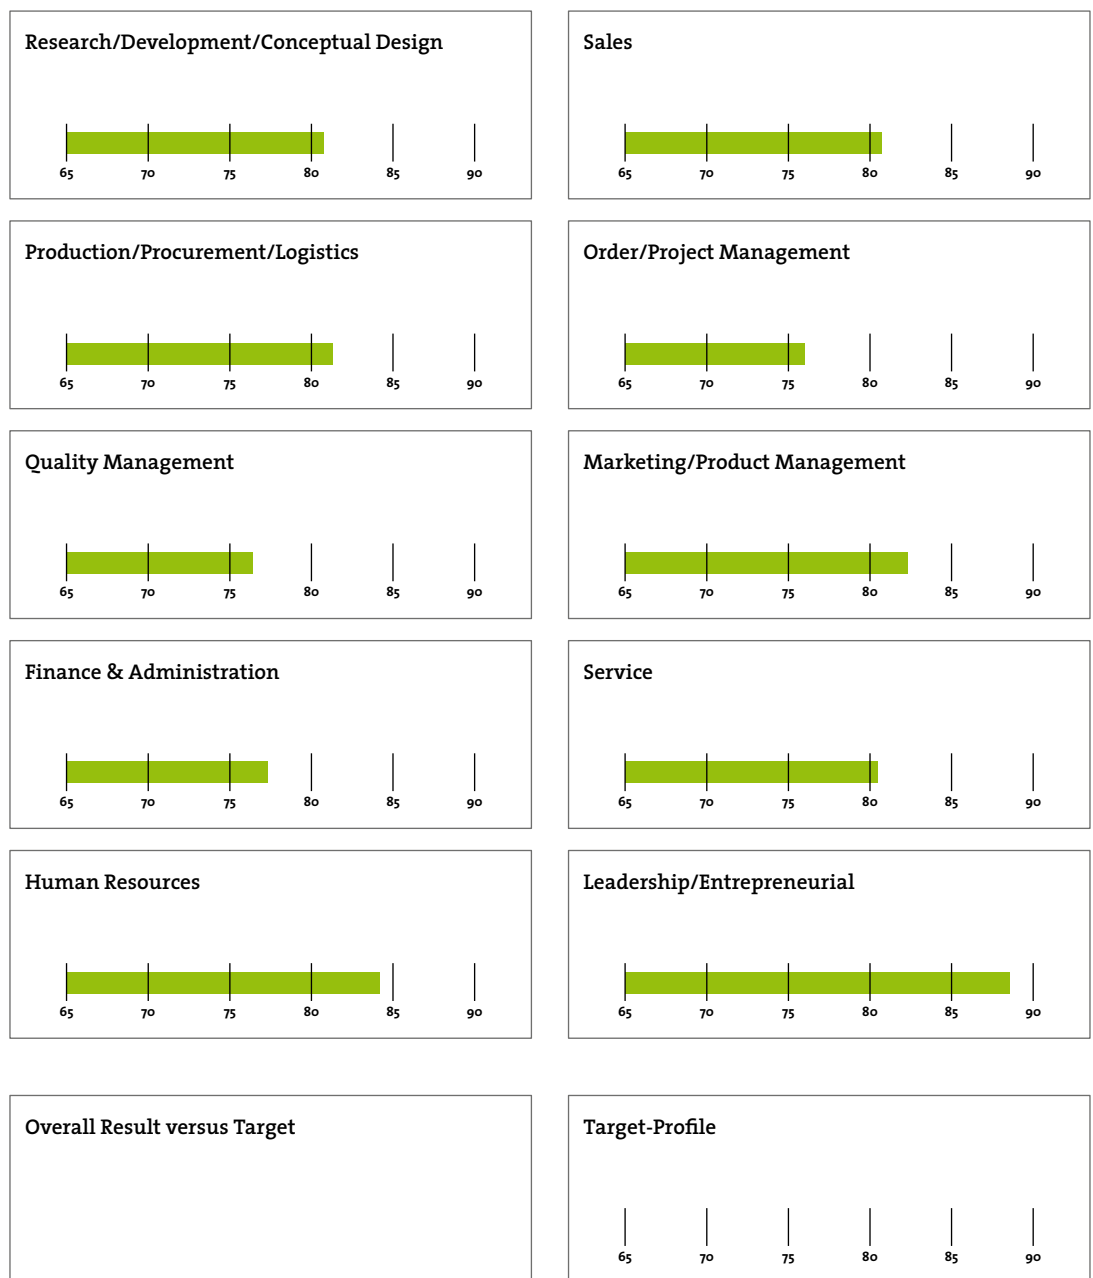 Research/Development/Conceptual Design
65 70 75 80 85 90
Sales
65 70 75 80 85 90
Production/Procurement/Logistics
65 70 75 80 85 90
Order/Project Management
65 70 75 80 85 90
Quality Management
65 70 75 80 85 90
Marketing/Product Management
65 70 75 80 85 90
Finance & Administration
65 70 75 80 85 90
Service
65 70 75 80 85 90
Human Resources
65 70 75 80 85 90
Leadership/Entrepreneurial
65 70 75 80 85 90
Overall Result versus Target
Target-Profile
65 70 75 80 85 90